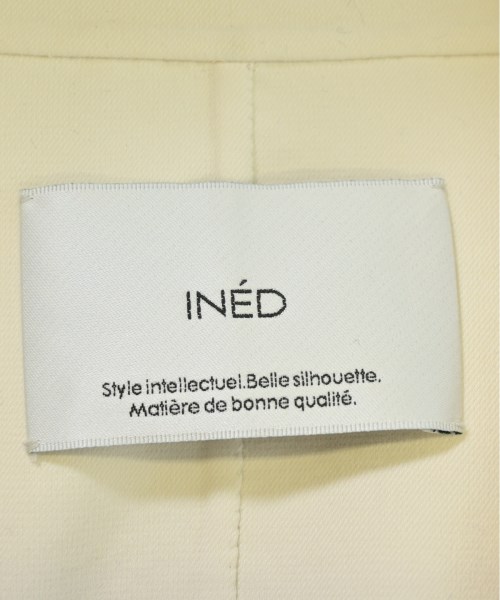 INÉD
Style intellectuel.Belle silhouette.
Matière de bonne qualité.